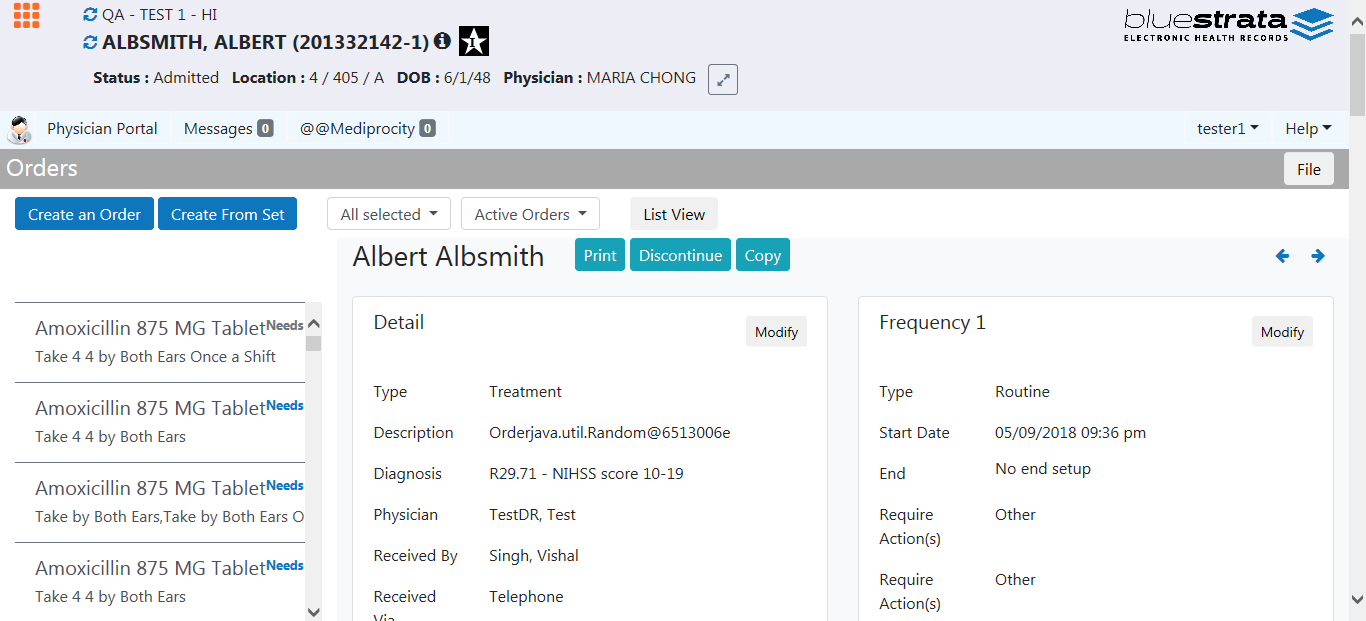 QA - TEST 1 - HI
bluestrata
ELECTRONIC HEALTH RECORDS
ALBSMITH, ALBERT (201332142-1)
Status : Admitted Location : 4 / 405 / A DOB : 6/1/48 Physician : MARIA CHONG
Physician Portal Messages 0 @@Mediprocity 0 tester1 Help
Orders File
Create an Order Create From Set All selected Active Orders List View
Albert Albsmith Print Discontinue Copy
Amoxicillin 875 MG Tablet Needs
Take 4 4 by Both Ears Once a Shift
Amoxicillin 875 MG Tablet Needs
Take 4 4 by Both Ears
Amoxicillin 875 MG Tablet Needs
Take by Both Ears,Take by Both Ears O
Amoxicillin 875 MG Tablet Needs
Take 4 4 by Both Ears
Detail Modify
Type Treatment
Description Orderjava.util.Random@6513006e
Diagnosis R29.71 - NIHSS score 10-19
Physician TestDR, Test
Received By Singh, Vishal
Received Telephone
Via
Frequency 1 Modify
Type Routine
Start Date 05/09/2018 09:36 pm
End No end setup
Require Other
Action(s)
Require Other
Action(s)